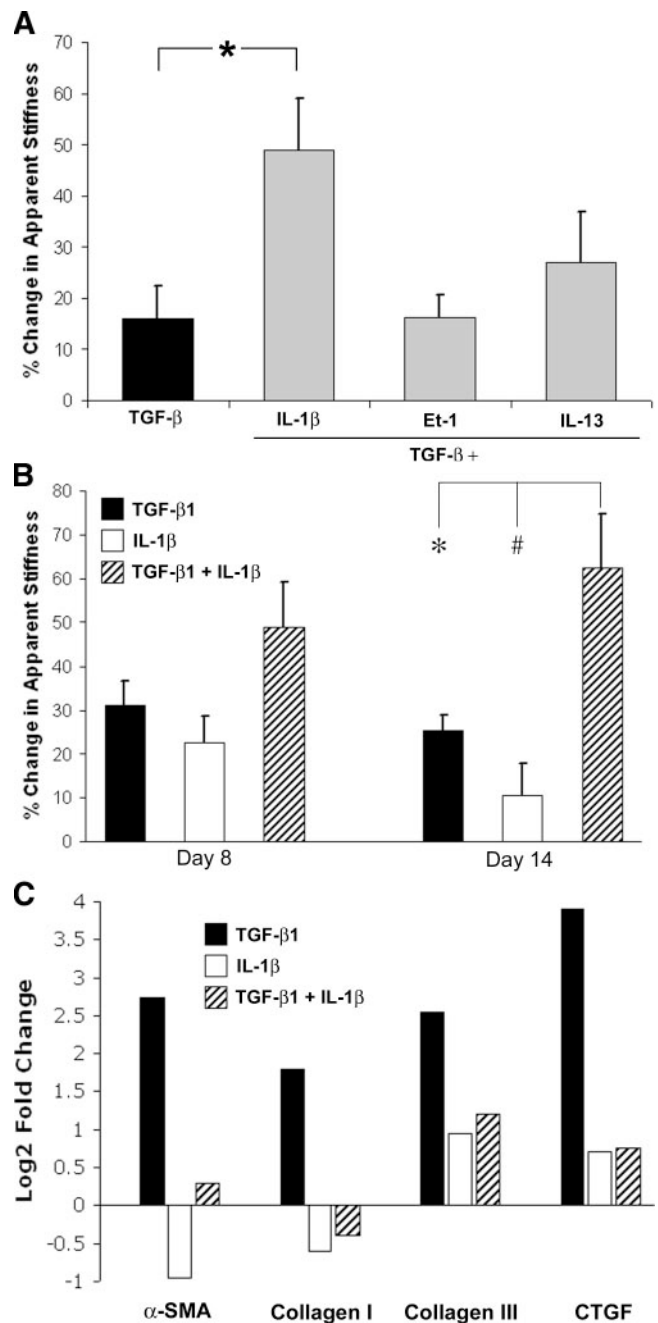 A
% Change in Apparent Stiffness
70
60
50
40
30
20
10
0
*
TGF-β
IL-1β
Et-1
IL-13
TGF-β +
B
% Change in Apparent Stiffness
80
70
60
50
40
30
20
10
0
TGF-β1
IL-1β
TGF-β1 + IL-1β
*
#
Day 8
Day 14
C
Log2 Fold Change
4
3.5
3
2.5
2
1.5
1
0.5
0
-0.5
-1
TGF-β1
IL-1β
TGF-β1 + IL-1β
α-SMA
Collagen I
Collagen III
CTGF